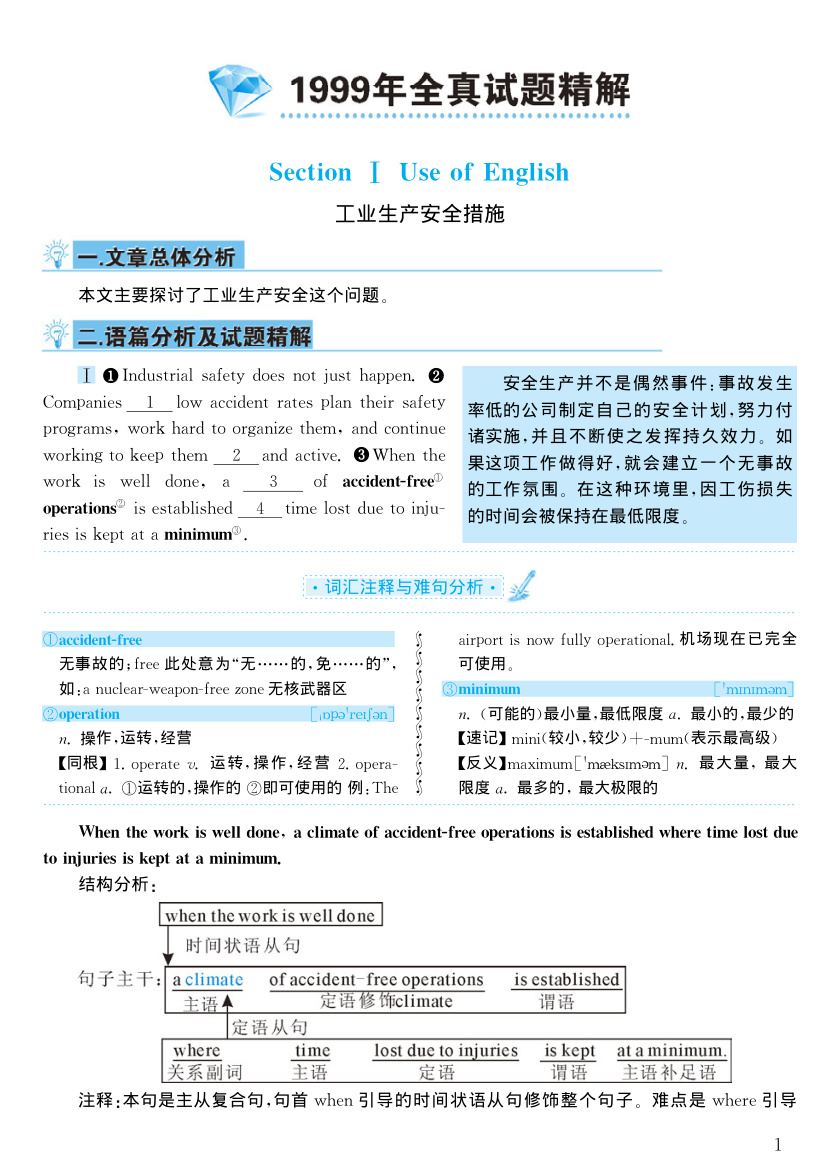 1999年全真试题精解
Section Ⅰ Use of English
工业生产安全措施
一.文章总体分析
本文主要探讨了工业生产安全这个问题。
二.语篇分析及试题精解
Ⅰ ❶Industrial safety does not just happen. ❷
Companies 1 low accident rates plan their safety
programs, work hard to organize them, and continue
working to keep them 2 and active. ❸When the
work is well done, a 3 of accident-free①
operations② is established 4 time lost due to inju-
ries is kept at a minimum③.
安全生产并不是偶然事件;事故发生
率低的公司制定自己的安全计划,努力付
诸实施,并且不断使之发挥持久效力。如
果这项工作做得好,就会建立一个无事故
的工作氛围。在这种环境里,因工伤损失
的时间会被保持在最低限度。
·词汇注释与难句分析·
①accident-free
无事故的;free 此处意为“无……的,免……的”,
如:a nuclear-weapon-free zone 无核武器区
②operation [ˌɒpəˈreɪʃən]
n. 操作,运转,经营
【同根】1. operate v. 运转,操作,经营 2. opera-
tional a. ①运转的,操作的 ②即可使用的 例:The
airport is now fully operational. 机场现在已完全
可使用。
③minimum [ˈmɪnɪməm]
n. (可能的)最小量,最低限度 a. 最小的,最少的
【速记】mini(较小,较少)+-mum(表示最高级)
【反义】maximum[ˈmæksɪməm] n. 最大量, 最大
限度 a. 最多的, 最大极限的
When the work is well done, a climate of accident-free operations is established where time lost due
to injuries is kept at a minimum.
结构分析:
when the work is well done
时间状语从句
句子主干: a climate of accident-free operations is established
主语 定语修饰climate 谓语
定语从句
where time lost due to injuries is kept at a minimum.
关系副词 主语 定语 谓语 主语补足语
注释:本句是主从复合句,句首 when 引导的时间状语从句修饰整个句子。难点是 where 引导
1